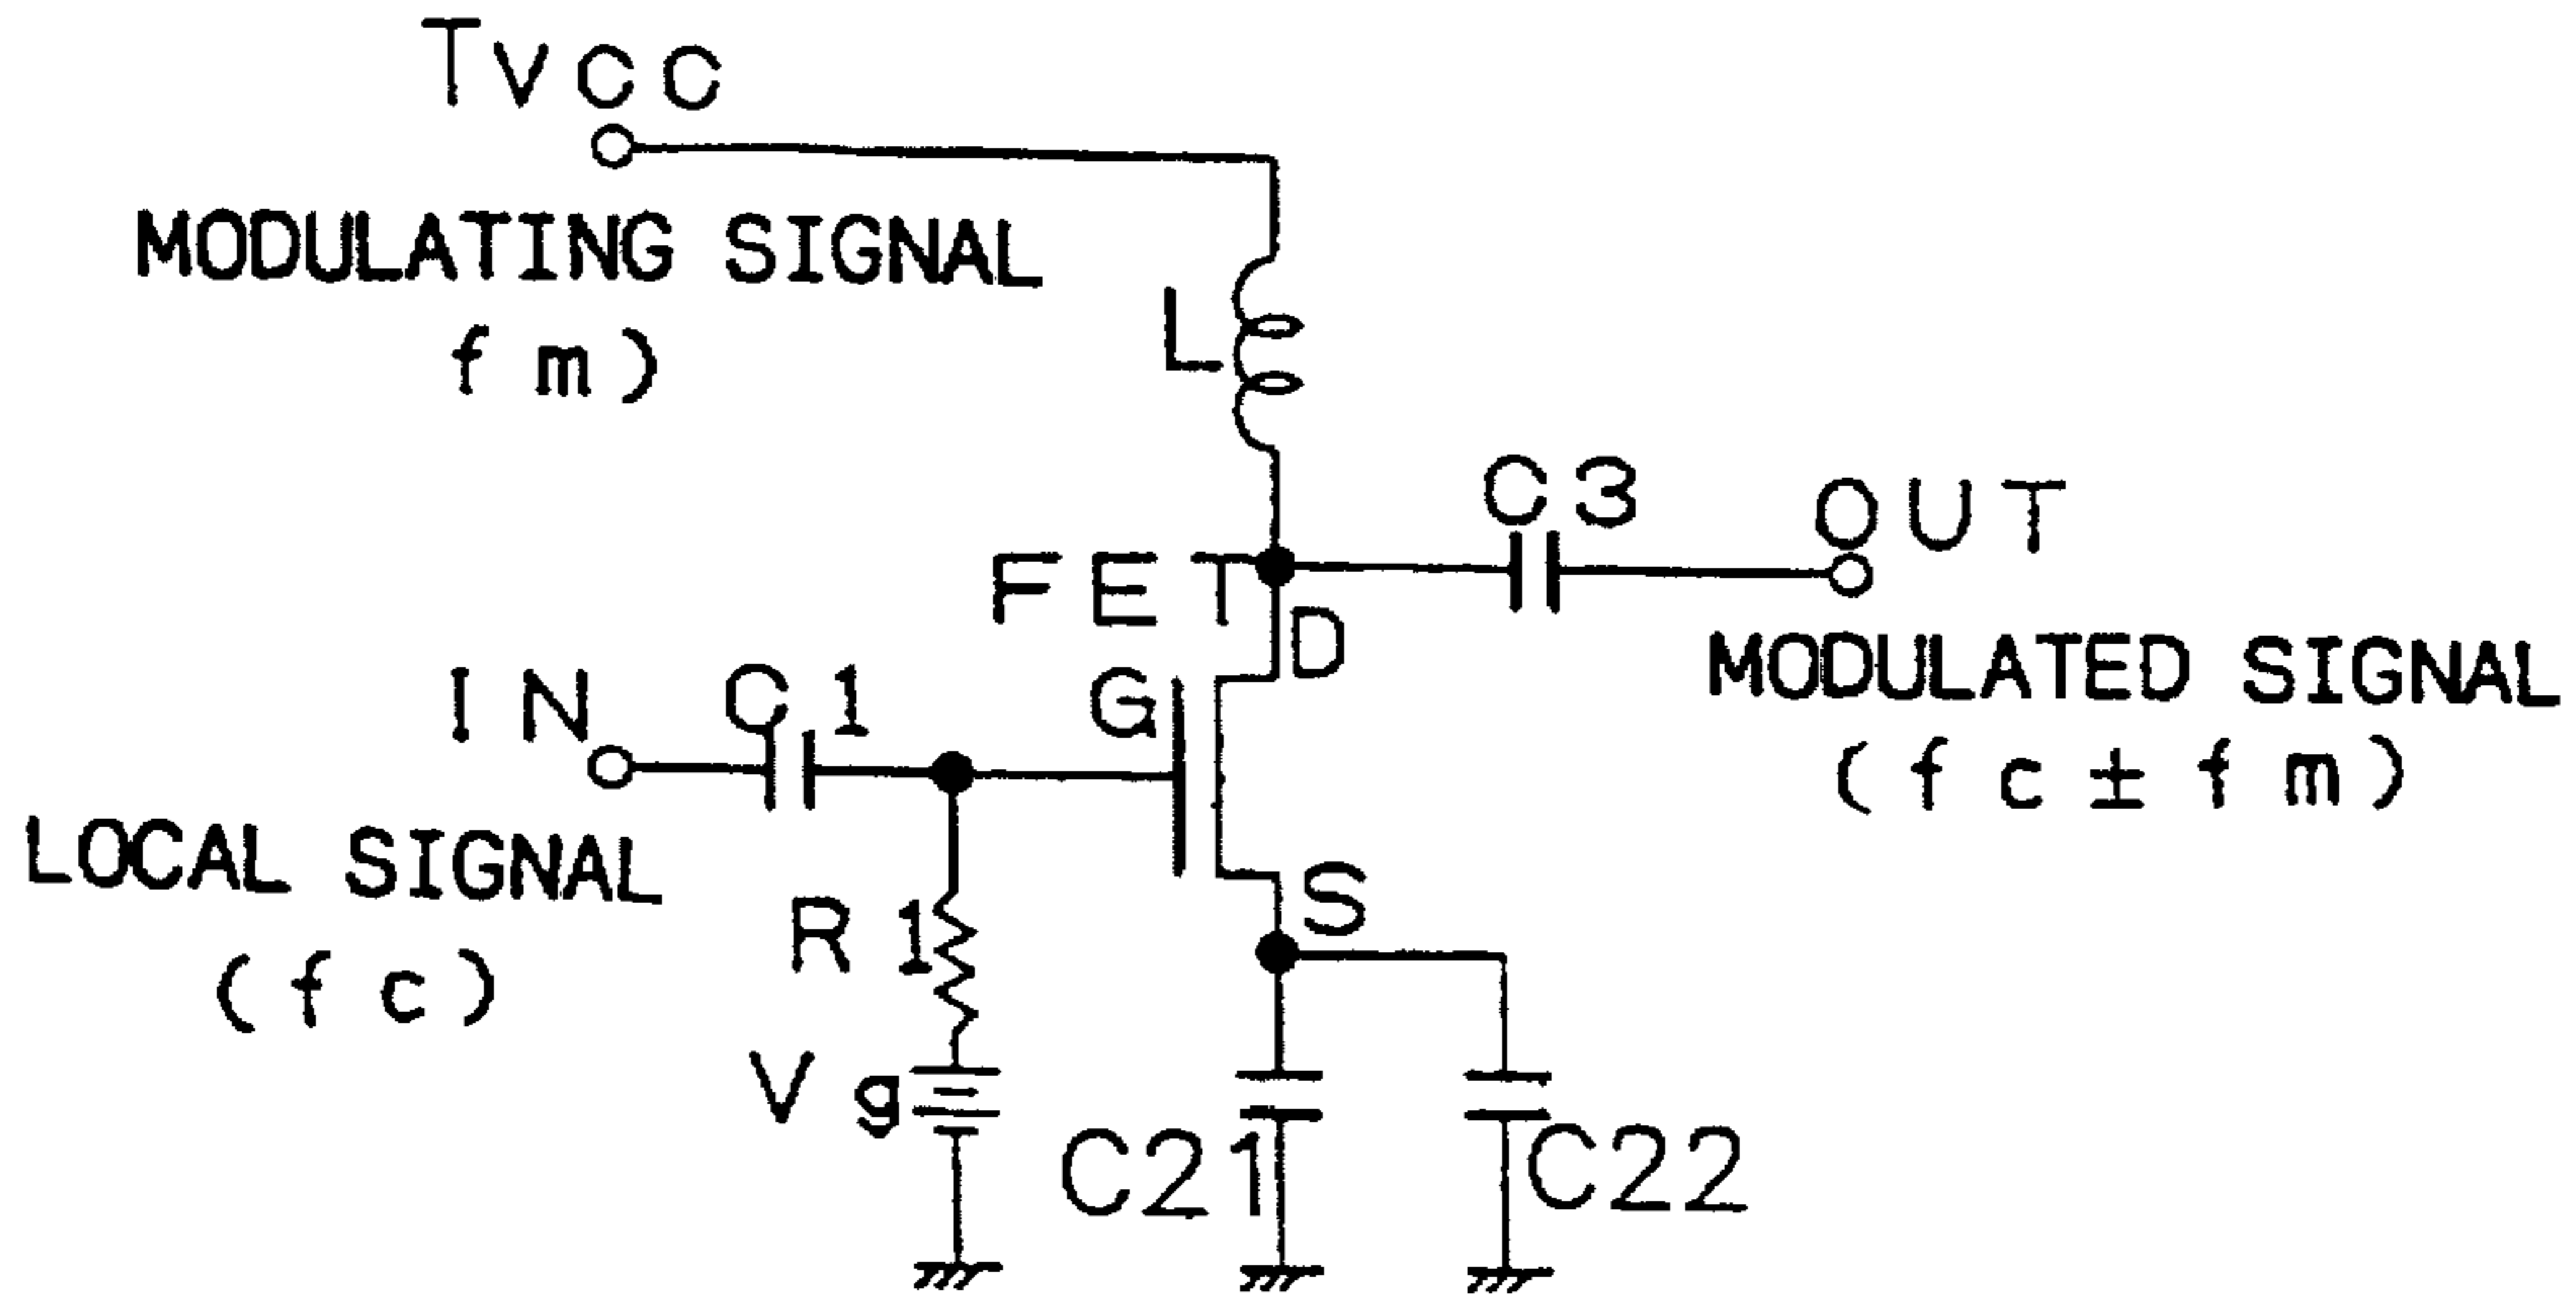 TVCC
MODULATING SIGNAL
fm)
L
C3
OUT
FET
D
MODULATED SIGNAL
(fc±fm)
IN
C1
G
LOCAL SIGNAL
(fc)
R1
S
Vg
C21
C22